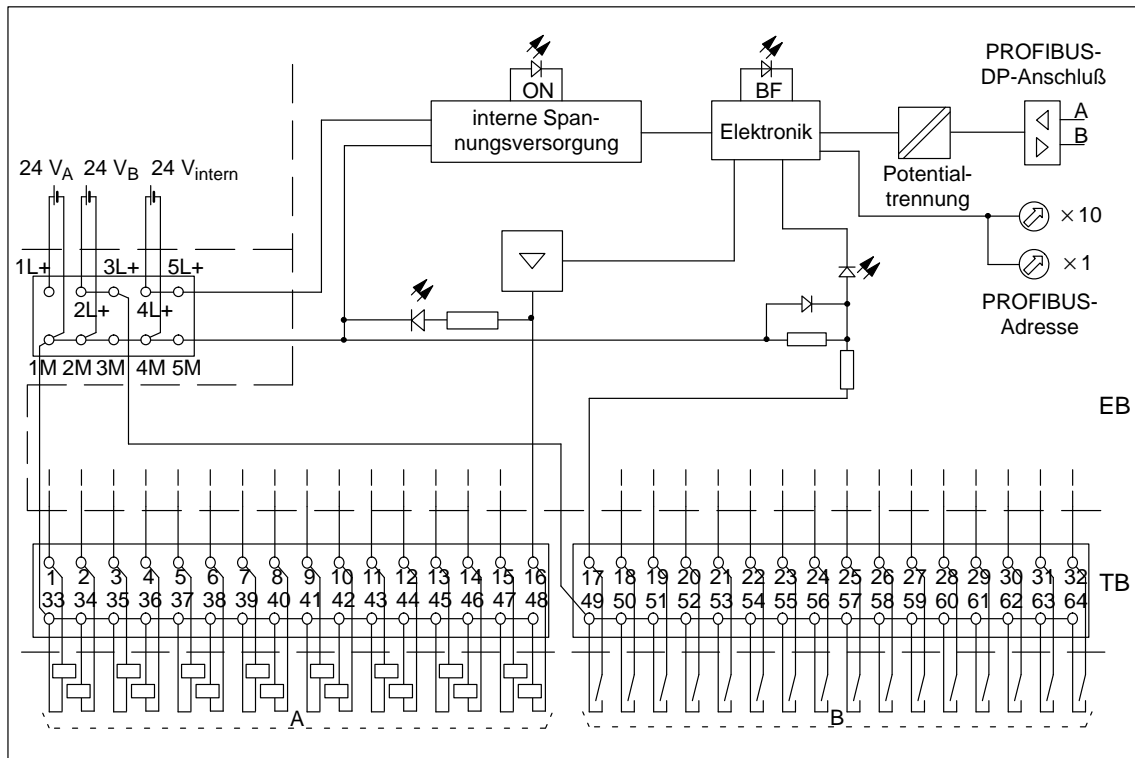 PROFIBUS-
DP-Anschluß
ON
BF
A
B
interne Span-
nungsversorgung
Elektronik
24 VA 24 VB 24 Vintern
Potential-
trennung
×10
×1
PROFIBUS-
Adresse
1L+ 3L+ 5L+
2L+ 4L+
1M 2M 3M 4M 5M
EB
1 2 3 4 5 6 7 8 9 10 11 12 13 14 15 16 17 18 19 20 21 22 23 24 25 26 27 28 29 30 31 32
TB
33 34 35 36 37 38 39 40 41 42 43 44 45 46 47 48 49 50 51 52 53 54 55 56 57 58 59 60 61 62 63 64
A
B